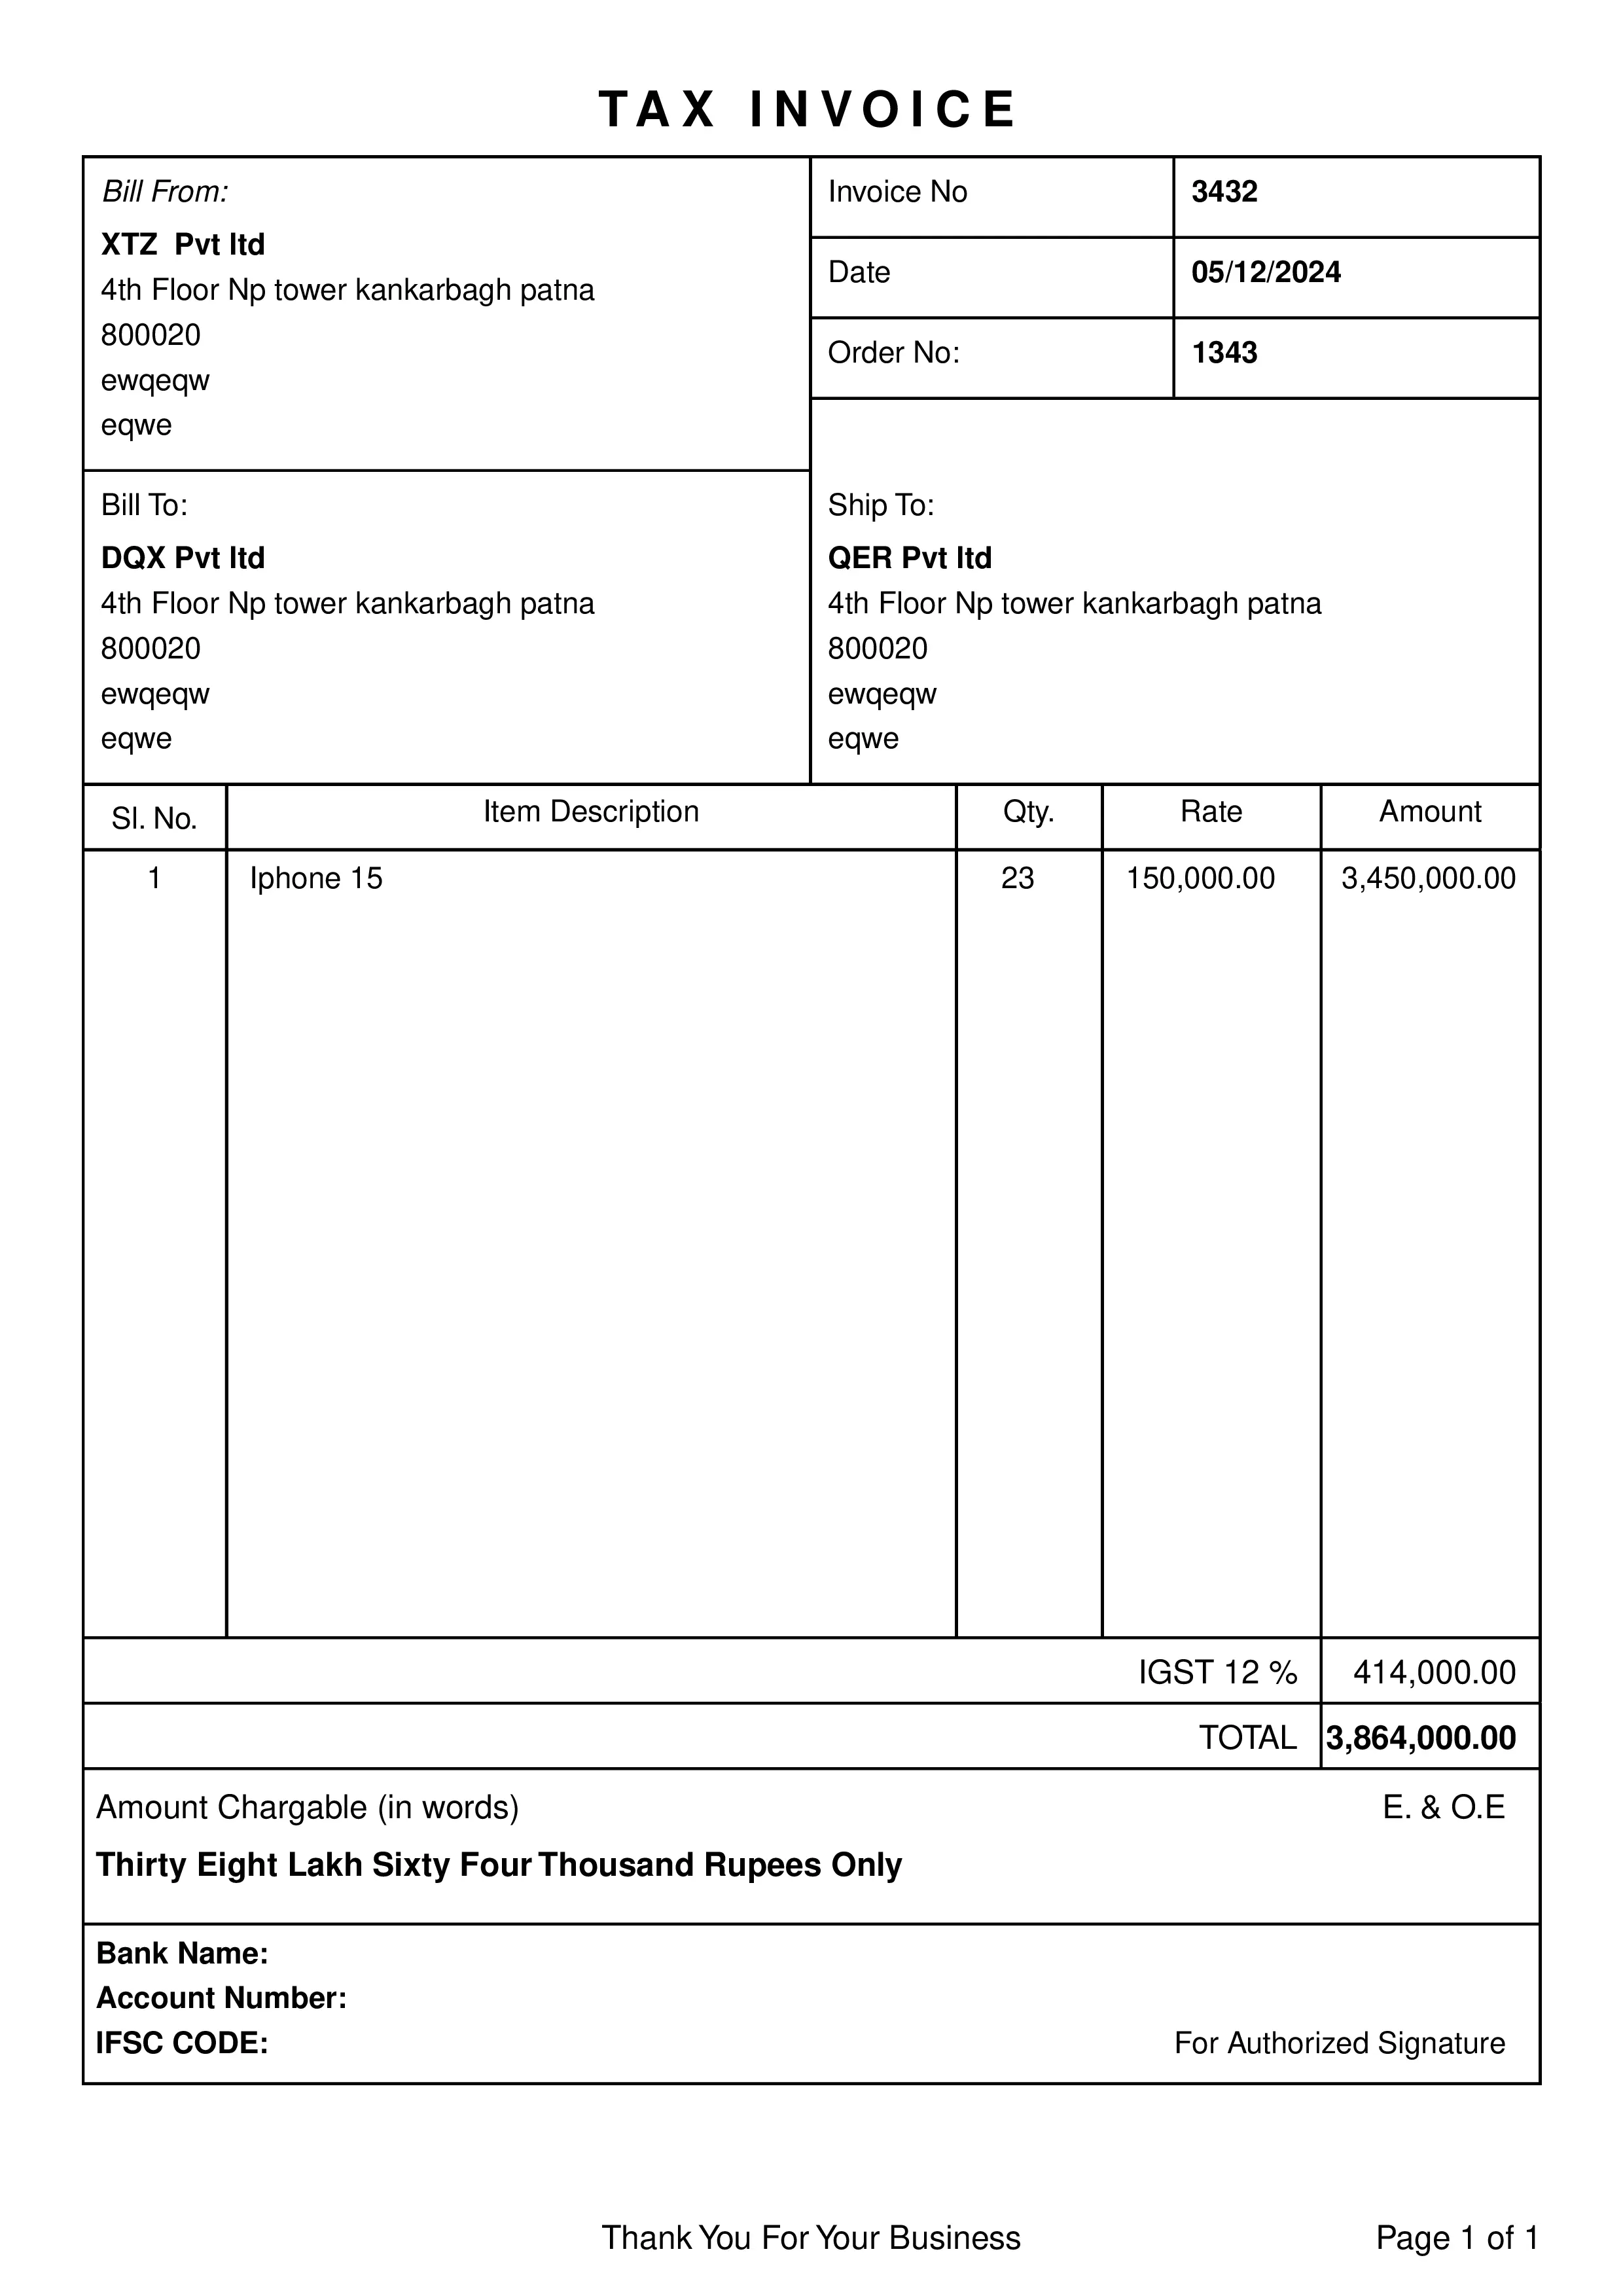 TAX INVOICE
Bill From:
XTZ  Pvt ltd
4th Floor Np tower kankarbagh patna
800020
ewqeqw
eqwe
Invoice No 3432
Date 05/12/2024
Order No: 1343
Bill To:
DQX Pvt ltd
4th Floor Np tower kankarbagh patna
800020
ewqeqw
eqwe
Ship To:
QER Pvt ltd
4th Floor Np tower kankarbagh patna
800020
ewqeqw
eqwe
Sl. No. Item Description Qty. Rate Amount
1 Iphone 15 23 150,000.00 3,450,000.00
IGST 12 % 414,000.00
TOTAL 3,864,000.00
Amount Chargable (in words) E. & O.E
Thirty Eight Lakh Sixty Four Thousand Rupees Only
Bank Name:
Account Number:
IFSC CODE: For Authorized Signature
Thank You For Your Business Page 1 of 1